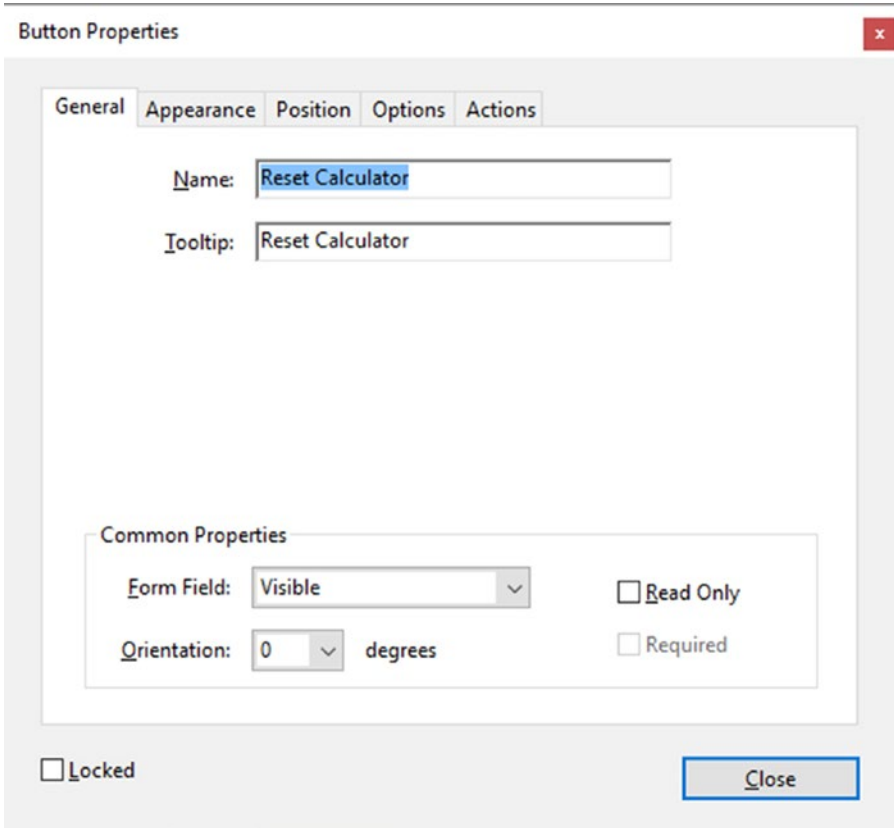 Button Properties
x
General Appearance Position Options Actions
Name: Reset Calculator
Tooltip: Reset Calculator
Common Properties
Form Field: Visible
Read Only
Orientation: 0 degrees
Required
Locked
Close